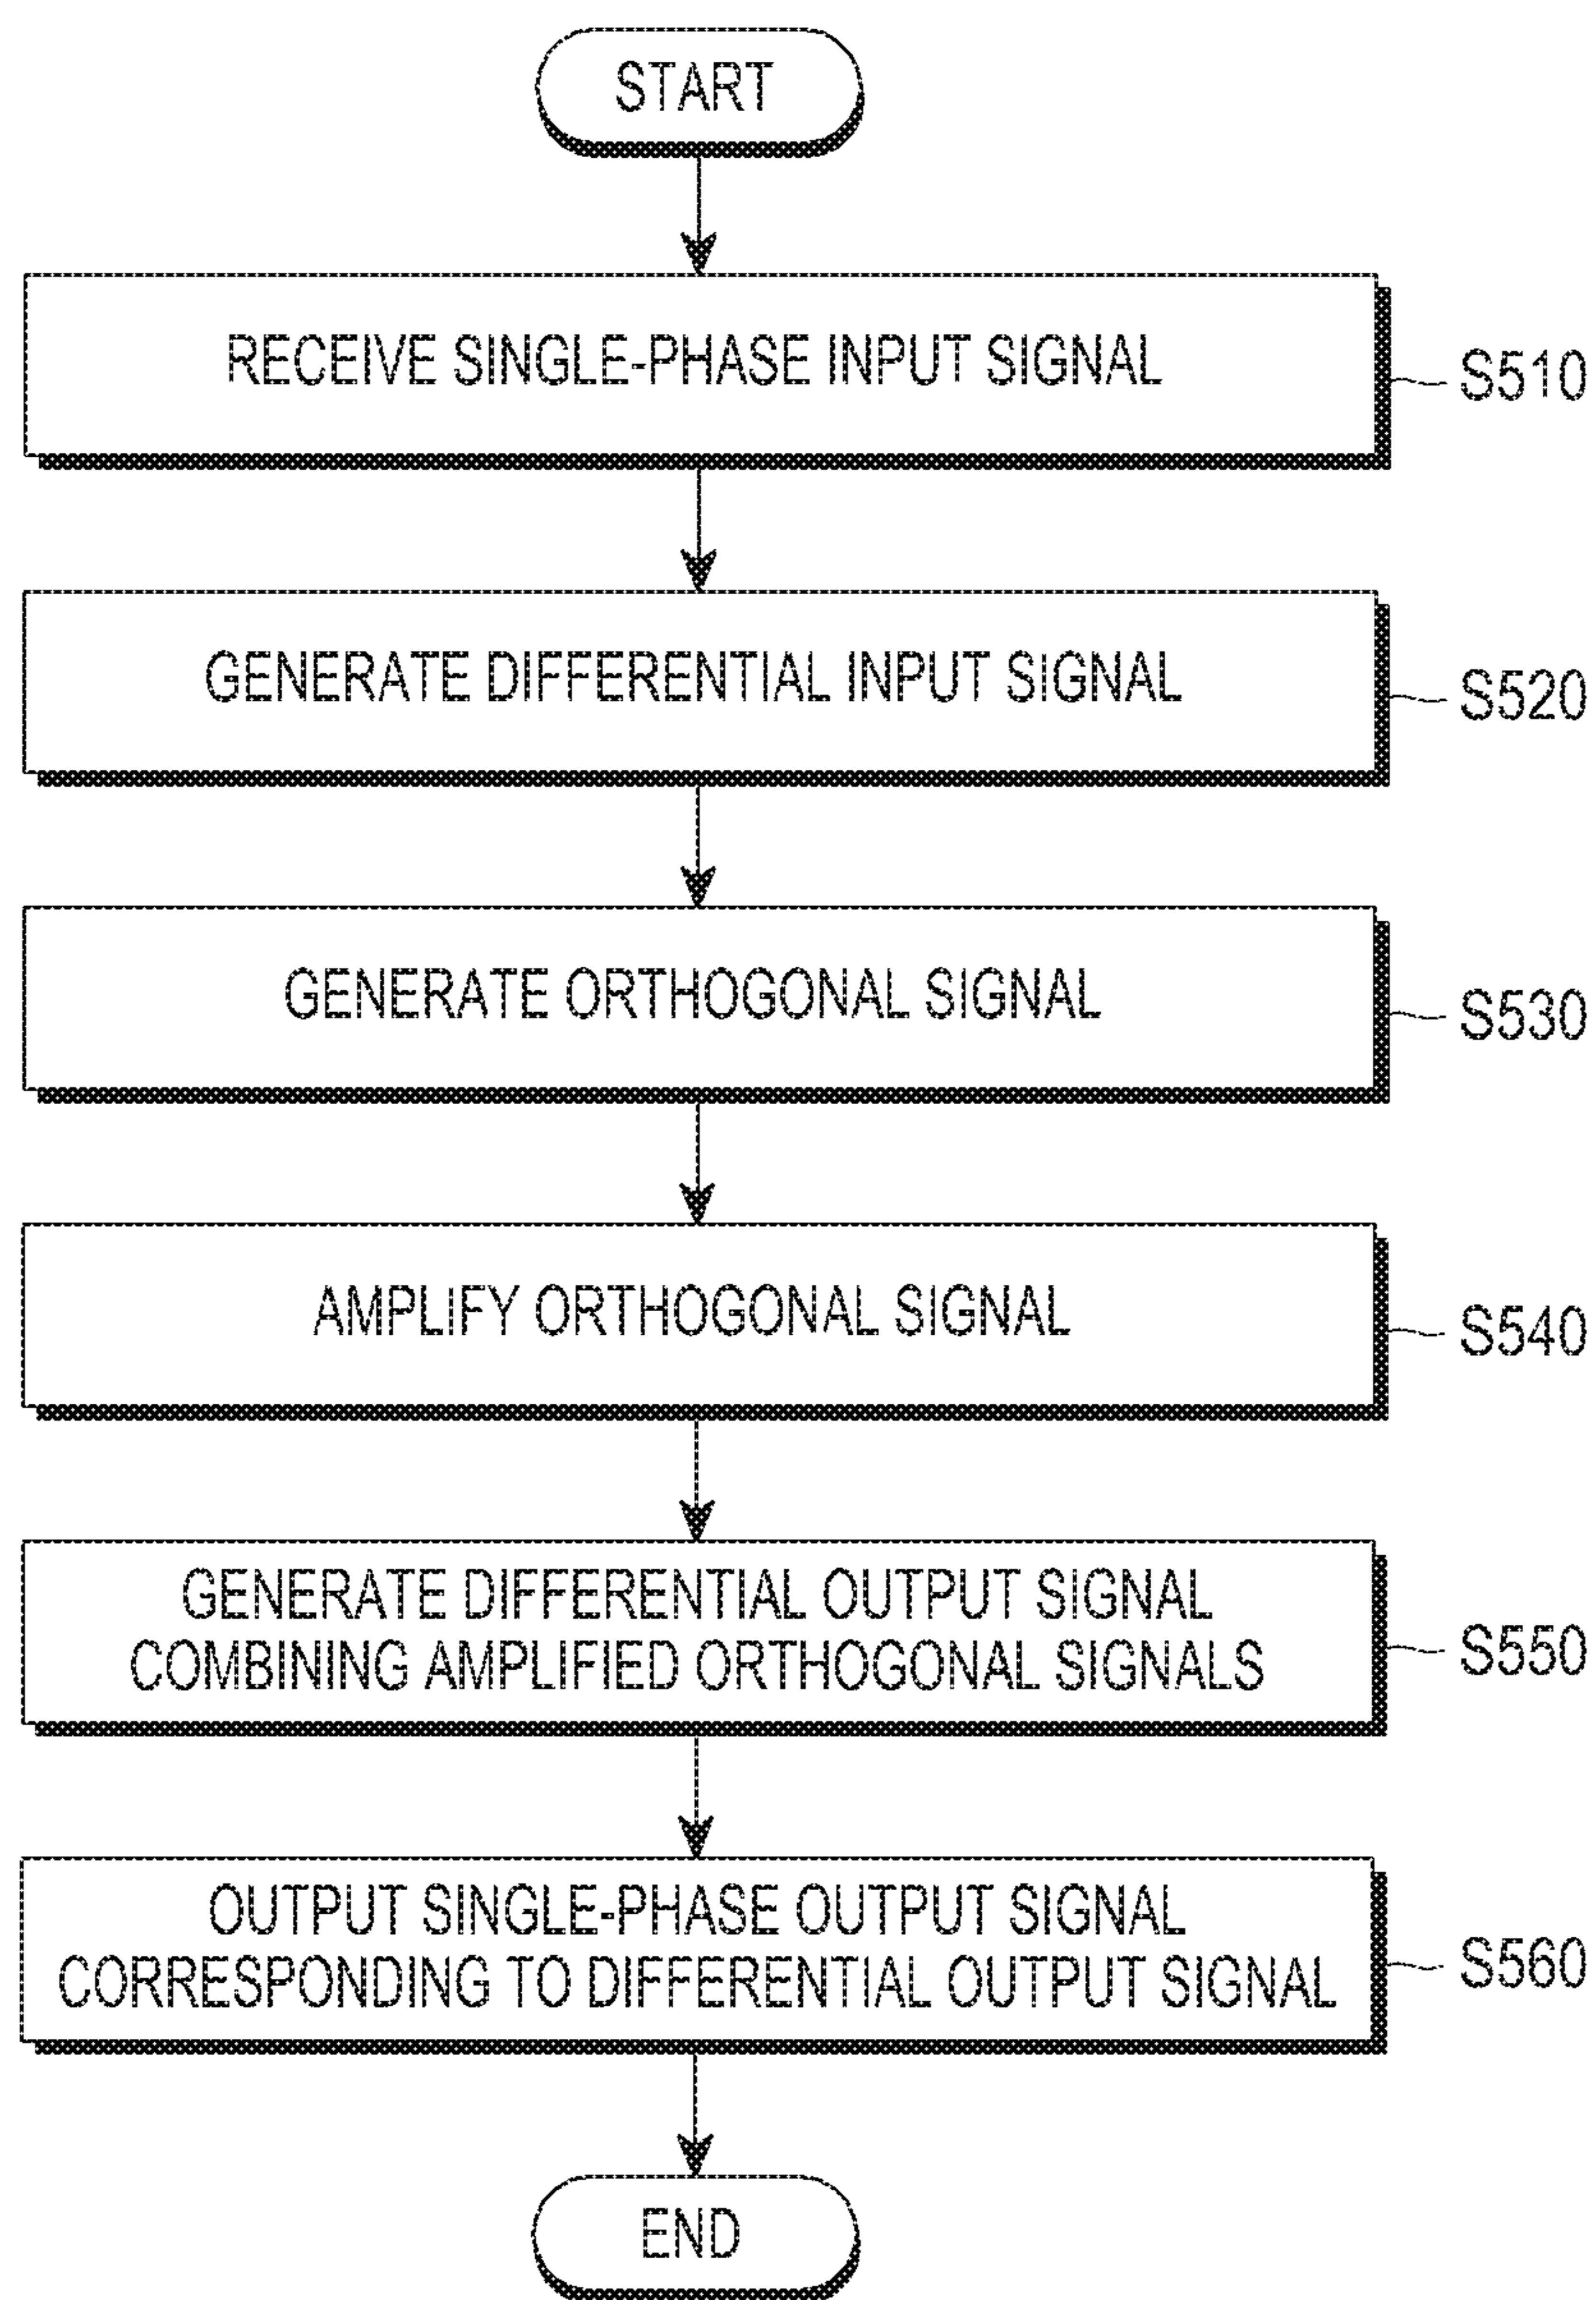 START
RECEIVE SINGLE-PHASE INPUT SIGNAL
S510
GENERATE DIFFERENTIAL INPUT SIGNAL
S520
GENERATE ORTHOGONAL SIGNAL
S530
AMPLIFY ORTHOGONAL SIGNAL
S540
GENERATE DIFFERENTIAL OUTPUT SIGNAL
COMBINING AMPLIFIED ORTHOGONAL SIGNALS
S550
OUTPUT SINGLE-PHASE OUTPUT SIGNAL
CORRESPONDING TO DIFFERENTIAL OUTPUT SIGNAL
S560
END